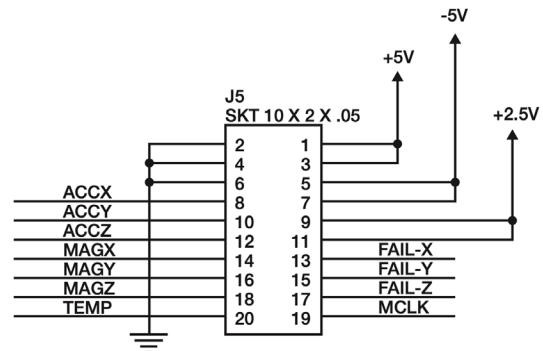 -5V
+5V
J5
SKT 10 X 2 X .05
+2.5V
2 1
4 3
6 5
ACCX 8 7
ACCY 10 9
ACCZ 12 11
MAGX 14 13 FAIL-X
MAGY 16 15 FAIL-Y
MAGZ 18 17 FAIL-Z
TEMP 20 19 MCLK